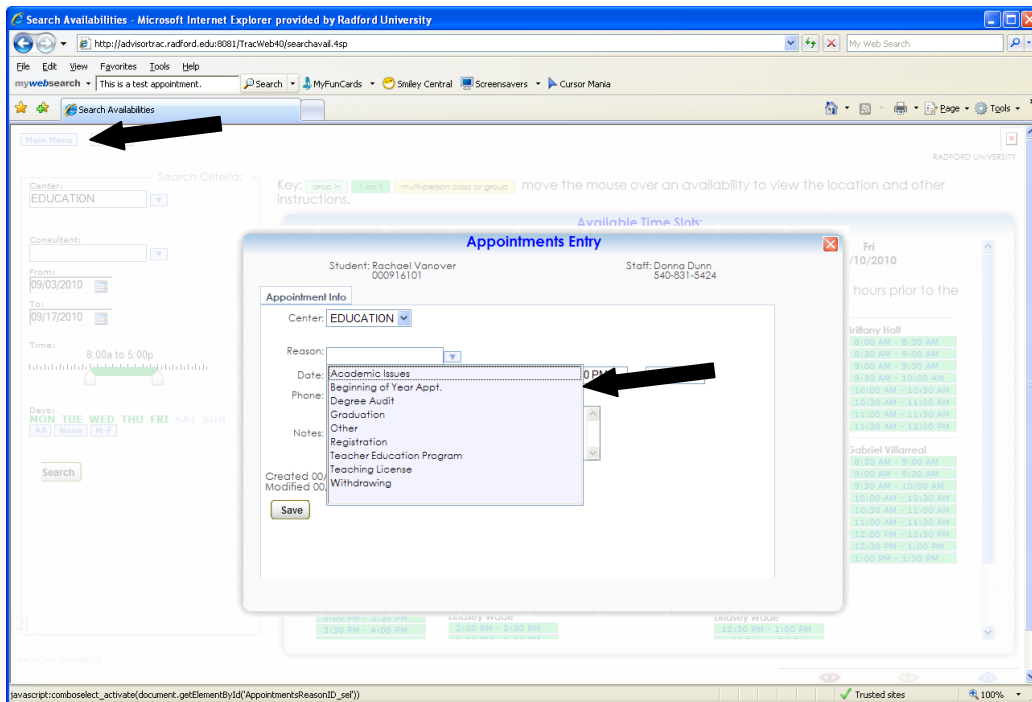 Search Availabilities - Microsoft Internet Explorer provided by Radford University
http://advisortrac.radford.edu:8081/TracWeb40/searchavail.4sp
My Web Search
File Edit View Favorites Tools Help
mywebsearch This is a test appointment. Search MyFunCards Smiley Central Screensavers Cursor Mania
Search Availabilities Page Tools
Main Menu
RADFORD UNIVERSITY
Search Criteria:
Center:
EDUCATION
Consultant:
From:
09/03/2010
To:
09/17/2010
Time:
8:00a to 5:00p
Days:
MON TUE WED THU FRI SAT SUN
All None M-F
Search
Key: drop in 1 on 1 multi-person class or group move the mouse over an availability to view the location and other
instructions.
Available Time Slots:
Appointments Entry
Student: Rachael Vanover Staff: Donna Dunn
000916101 540-831-5424
Appointment Info
Center: EDUCATION
Reason:
Date:
Phone:
Notes:
Academic Issues
Beginning of Year Appt.
Degree Audit
Graduation
Other
Registration
Teacher Education Program
Teaching License
Withdrawing
0 PM
Created 00/
Modified 00/
Save
Fri
/10/2010
hours prior to the
Brittany Hall
8:00 AM - 8:30 AM
8:30 AM - 9:00 AM
9:00 AM - 9:30 AM
9:30 AM - 10:00 AM
10:00 AM - 10:30 AM
10:30 AM - 11:00 AM
11:00 AM - 11:30 AM
11:30 AM - 12:00 PM
Gabriel Villarreal
8:30 AM - 9:00 AM
9:00 AM - 9:30 AM
9:30 AM - 10:00 AM
10:00 AM - 10:30 AM
10:30 AM - 11:00 AM
11:00 AM - 11:30 AM
12:00 PM - 12:30 PM
12:30 PM - 1:00 PM
1:00 PM - 1:30 PM
3:00 PM - 3:30 PM Lindsey Wade Lindsey Wade
3:30 PM - 4:00 PM 2:00 PM - 2:30 PM 12:30 PM - 1:00 PM
RADFORD UNIVERSITY
javascript:comboselect_activate(document.getElementById('AppointmentsReasonID_sel')) Trusted sites 100%